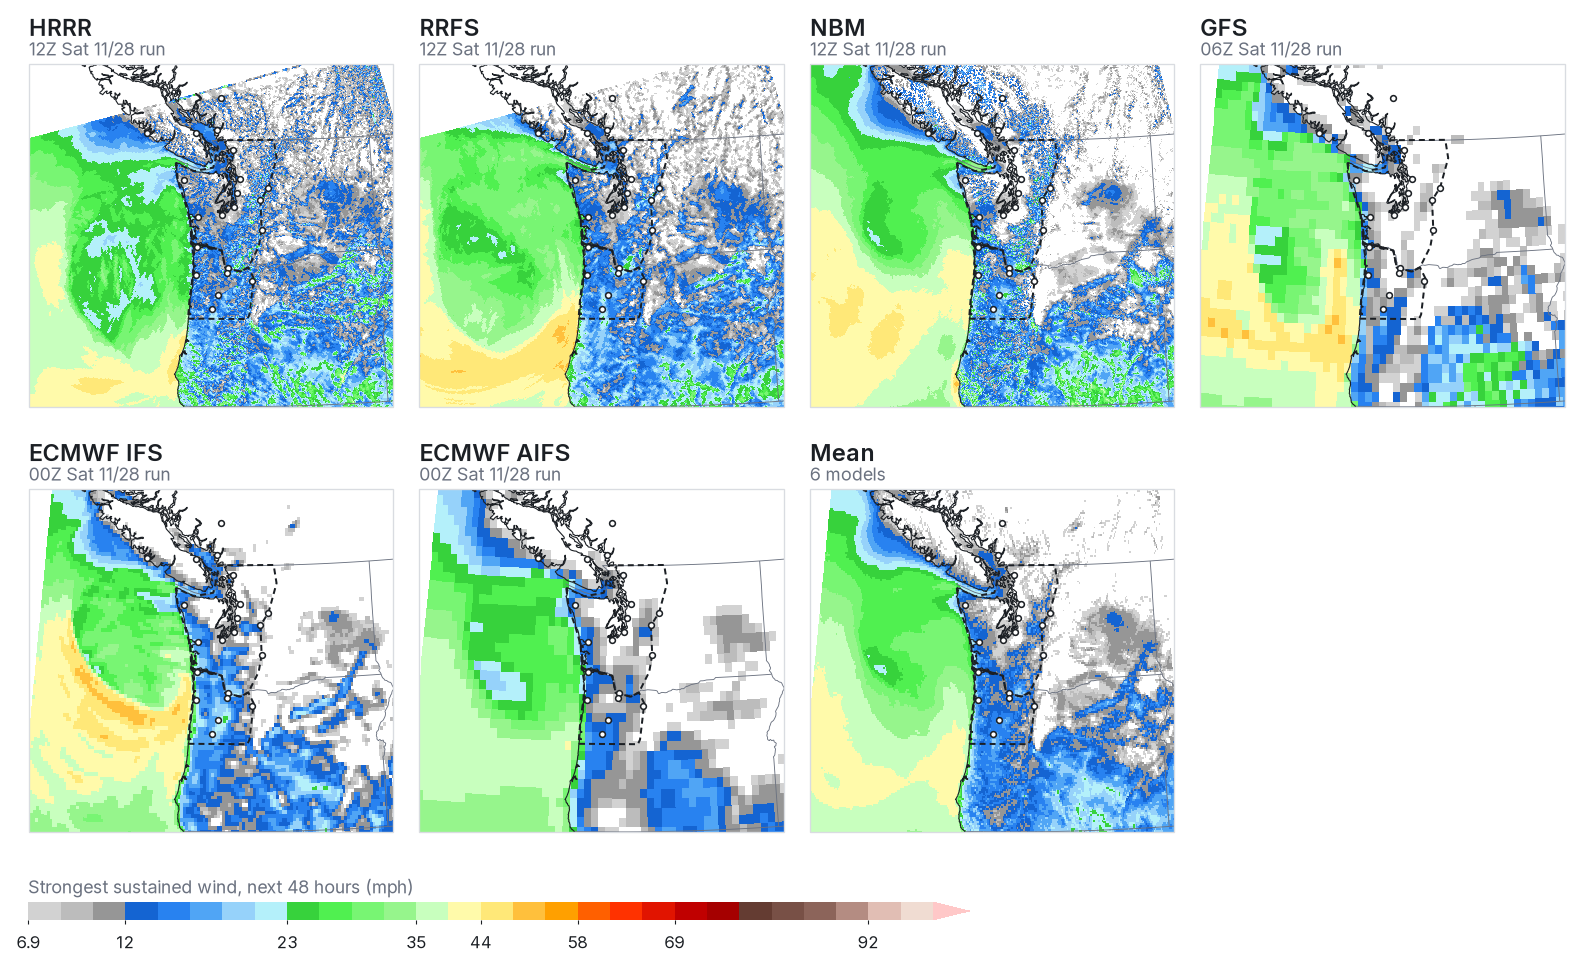 HRRR
12Z Sat 11/28 run
RRFS
12Z Sat 11/28 run
NBM
12Z Sat 11/28 run
GFS
06Z Sat 11/28 run
ECMWF IFS
00Z Sat 11/28 run
ECMWF AIFS
00Z Sat 11/28 run
Mean
6 models
Strongest sustained wind, next 48 hours (mph)
6.9 12 23 35 44 58 69 92